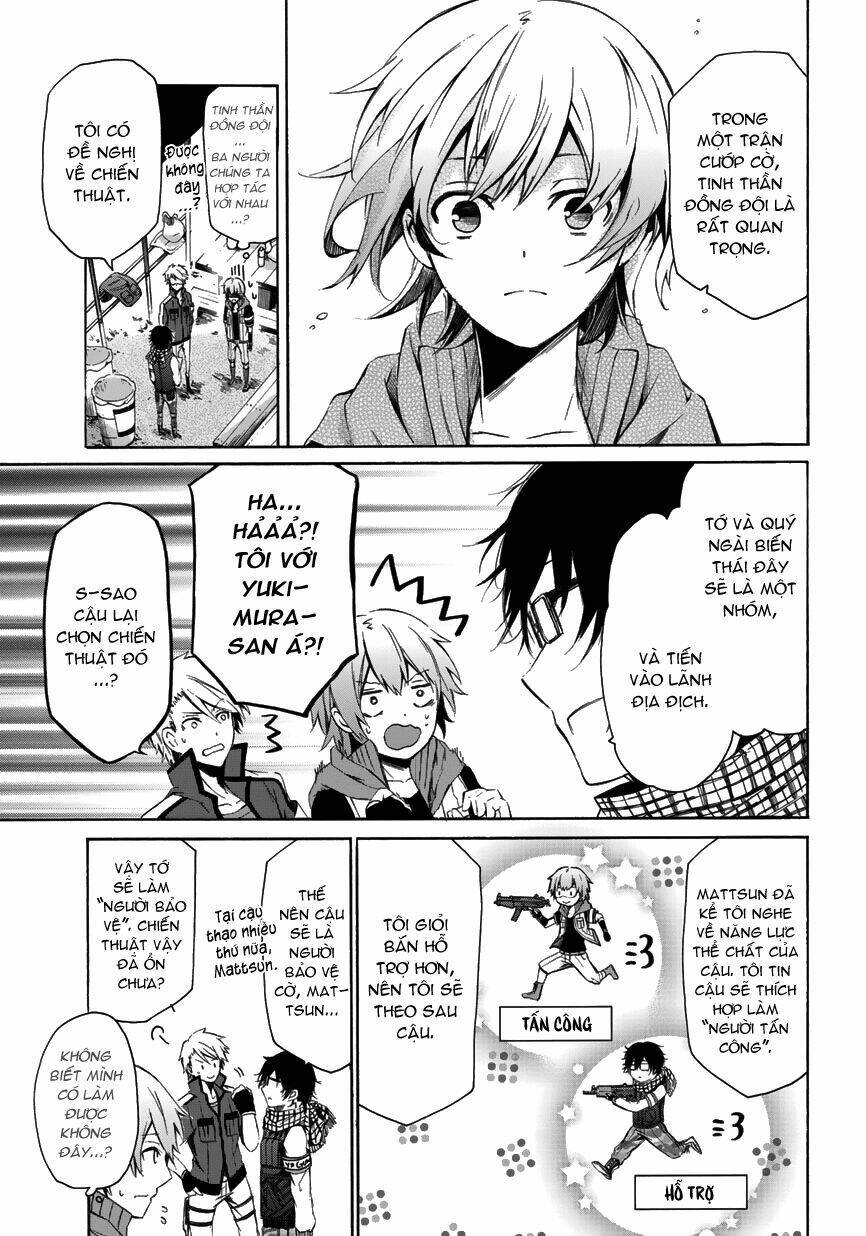 TRONG
MỘT TRẬN
CƯỚP CỜ,
TINH THẦN
ĐỒNG ĐỘI LÀ
RẤT QUAN
TRỌNG.
TINH THẦN
ĐỒNG ĐỘI
...
BA NGƯỜI
CHÚNG TA
HỢP TÁC
VỚI NHAU
...?
Được
không
đây
...?
TÔI CÓ
ĐỀ NGHỊ
VỀ CHIẾN
THUẬT.
TỚ VÀ QUÝ
NGÀI BIẾN
THÁI ĐÂY
SẼ LÀ MỘT
NHÓM,
VÀ TIẾN
VÀO LÃNH
ĐỊA ĐỊCH.
HA...
HẢẢẢ?!
TÔI VỚI
YUKI-
MURA-
SAN Á?!
S-SAO
CẬU LẠI
CHỌN CHIẾN
THUẬT ĐÓ
...?
MATTSUN ĐÃ
KỂ TÔI NGHE
VỀ NĂNG LỰC
THỂ CHẤT CỦA
CẬU. TÔI TIN
CẬU SẼ THÍCH
HỢP LÀM
“NGƯỜI TẤN
CÔNG”.
TẤN CÔNG
TÔI GIỎI
BẮN HỖ
TRỢ HƠN,
NÊN TÔI SẼ
THEO SAU
CẬU.
HỖ TRỢ
THẾ
NÊN CẬU
SẼ LÀ
NGƯỜI
BẢO VỆ
CỜ, MAT-
TSUN...
Tại cậu
thạo nhiều
thứ nữa,
Mattsun.
VẬY TỚ
SẼ LÀM
“NGƯỜI BẢO
VỆ”. CHIẾN
THUẬT VẬY
ĐÃ ỔN
CHƯA?
KHÔNG
BIẾT MÌNH
CÓ LÀM
ĐƯỢC
KHÔNG
ĐÂY...?